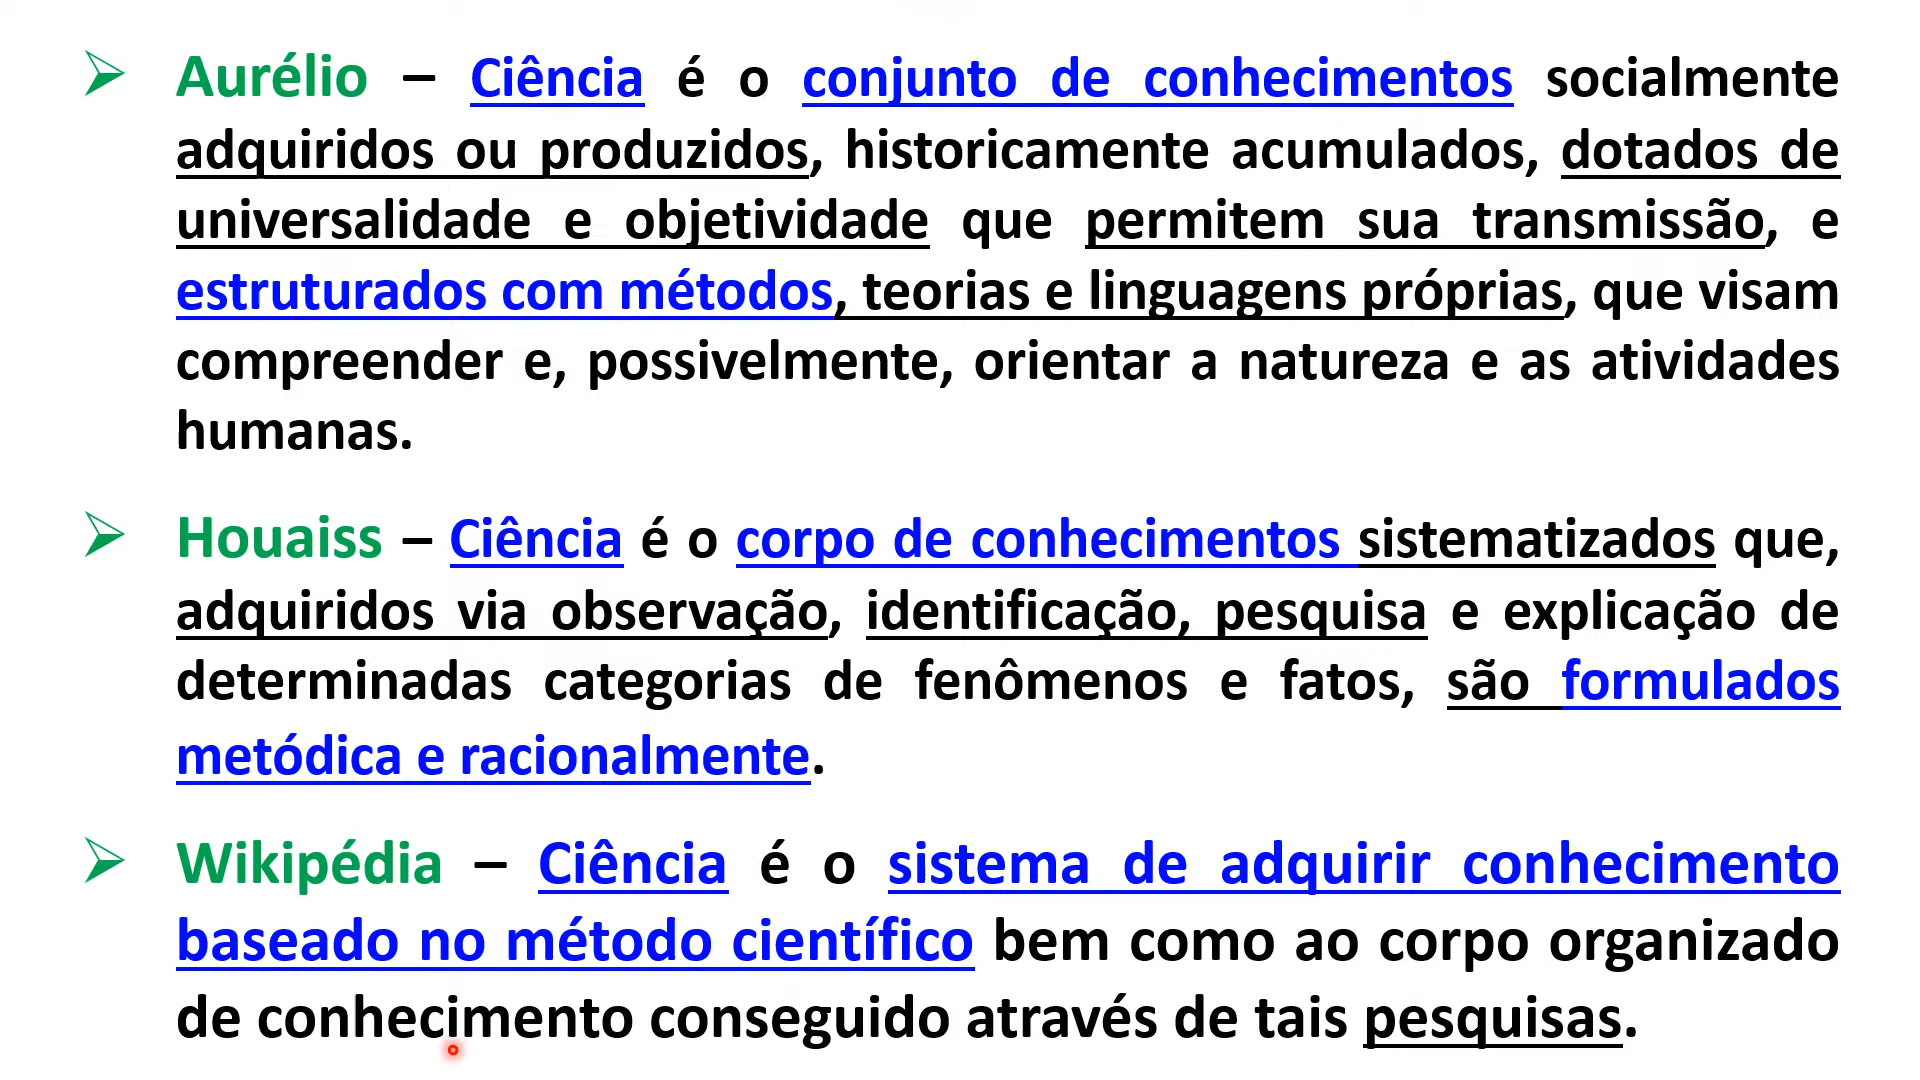 Aurélio – Ciência é o conjunto de conhecimentos socialmente
adquiridos ou produzidos, historicamente acumulados, dotados de
universalidade e objetividade que permitem sua transmissão, e
estruturados com métodos, teorias e linguagens próprias, que visam
compreender e, possivelmente, orientar a natureza e as atividades
humanas.
Houaiss – Ciência é o corpo de conhecimentos sistematizados que,
adquiridos via observação, identificação, pesquisa e explicação de
determinadas categorias de fenômenos e fatos, são formulados
metódica e racionalmente.
Wikipédia – Ciência é o sistema de adquirir conhecimento
baseado no método científico bem como ao corpo organizado
de conhecimento conseguido através de tais pesquisas.